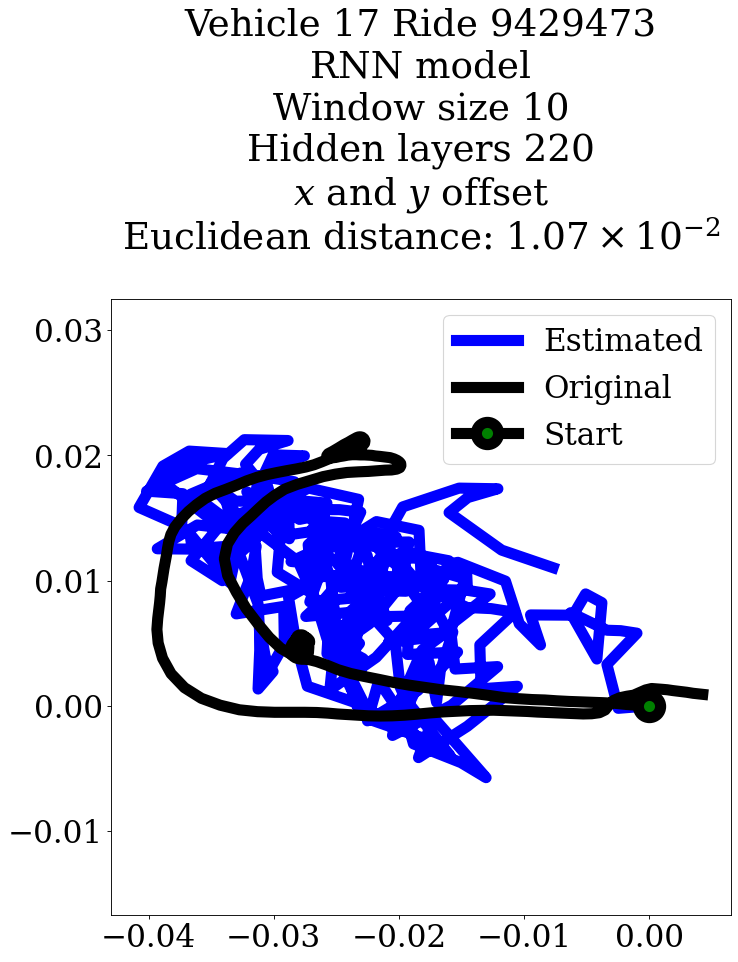 Vehicle 17 Ride 9429473
RNN model
Window size 10
Hidden layers 220
x and y offset
Euclidean distance: 1.07 × 10⁻²
Estimated
Original
Start
0.03
0.02
0.01
0.00
−0.01
−0.04 −0.03 −0.02 −0.01 0.00